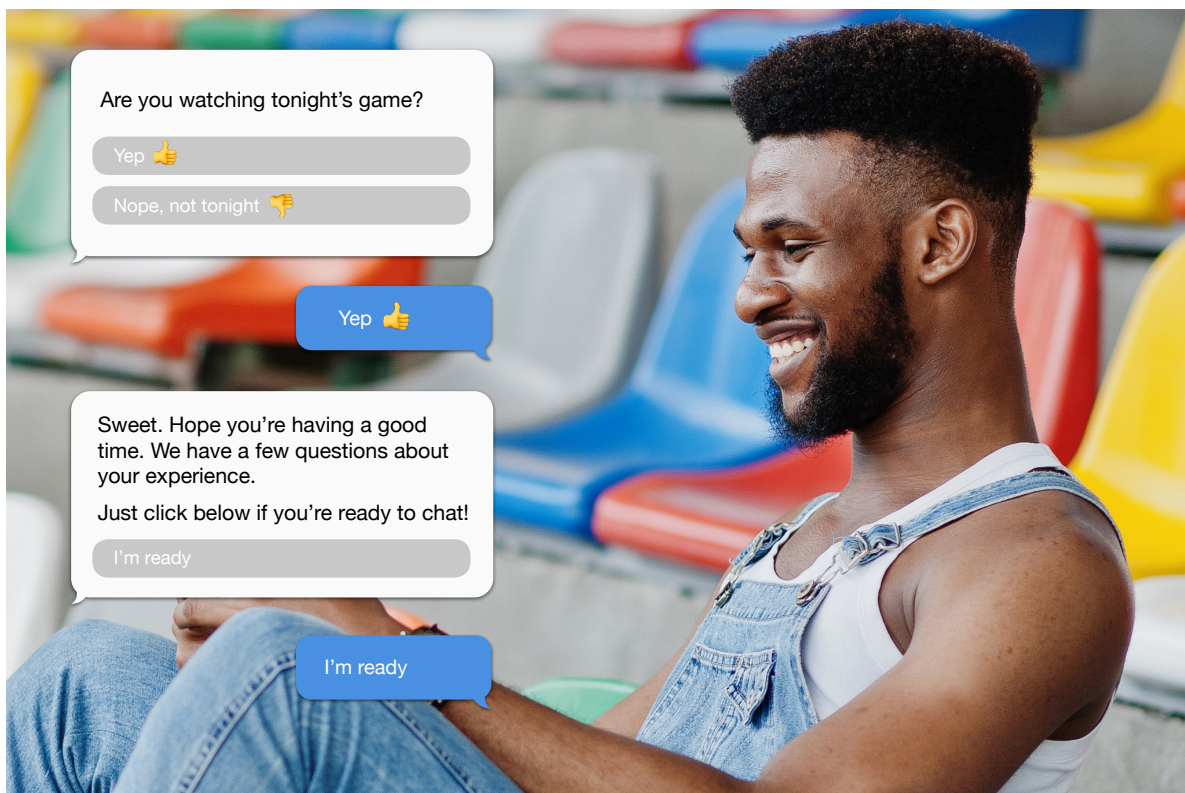 Are you watching tonight’s game?
Yep 👍
Nope, not tonight 👎
Yep 👍
Sweet. Hope you’re having a good
time. We have a few questions about
your experience.
Just click below if you’re ready to chat!
I’m ready
I’m ready